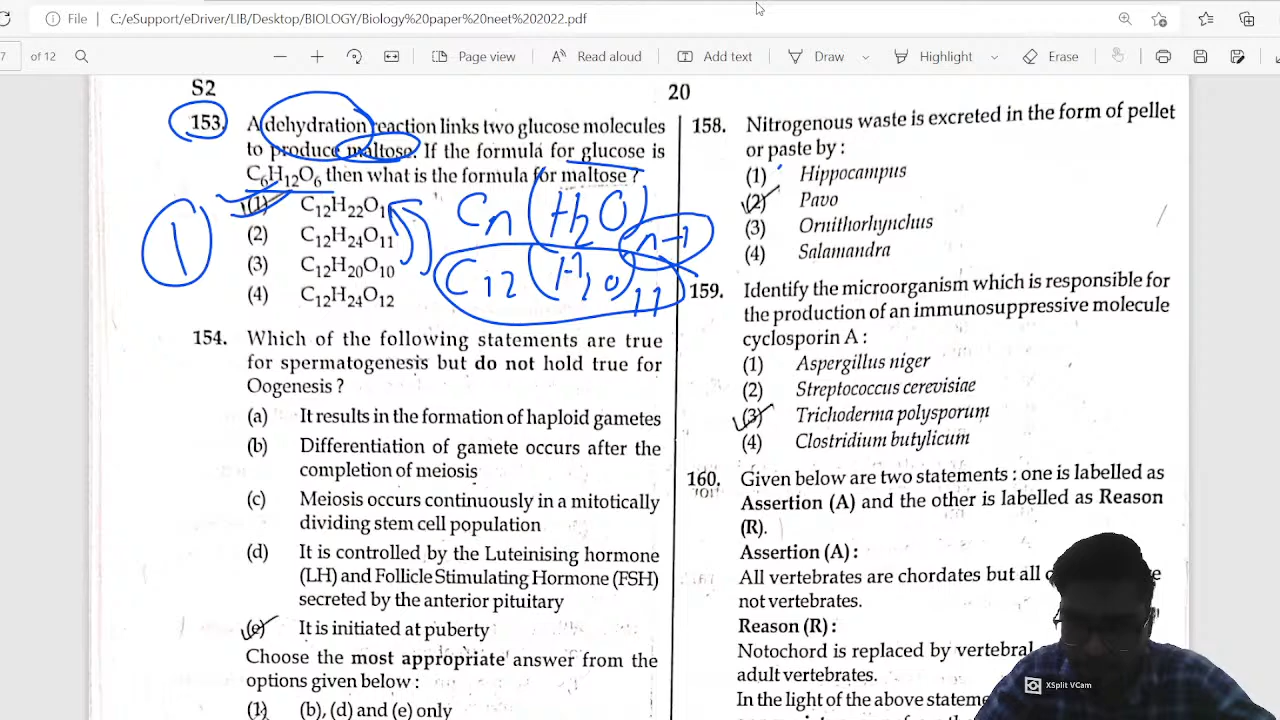 File
C:/eSupport/eDriver/LIB/Desktop/BIOLOGY/Biology%20paper%20neet%202022.pdf
7 of 12
Page view
Read aloud
Add text
Draw
Highlight
Erase
S2
20
153. A dehydration reaction links two glucose molecules
to produce maltose. If the formula for glucose is
C6H12O6 then what is the formula for maltose ?
(1) C12H22O1
(2) C12H24O11
(3) C12H20O10
(4) C12H24O12
1
Cn (H2O) n-1
C12 (H2O) 11
154. Which of the following statements are true
for spermatogenesis but do not hold true for
Oogenesis ?
(a) It results in the formation of haploid gametes
(b) Differentiation of gamete occurs after the
completion of meiosis
(c) Meiosis occurs continuously in a mitotically
dividing stem cell population
(d) It is controlled by the Luteinising hormone
(LH) and Follicle Stimulating Hormone (FSH)
secreted by the anterior pituitary
(e) It is initiated at puberty
Choose the most appropriate answer from the
options given below :
(1) (b), (d) and (e) only
158. Nitrogenous waste is excreted in the form of pellet
or paste by :
(1) Hippocampus
(2) Pavo
(3) Ornithorhynchus
(4) Salamandra
159. Identify the microorganism which is responsible for
the production of an immunosuppressive molecule
cyclosporin A :
(1) Aspergillus niger
(2) Streptococcus cerevisiae
(3) Trichoderma polysporum
(4) Clostridium butylicum
160. Given below are two statements : one is labelled as
Assertion (A) and the other is labelled as Reason
(R).
Assertion (A) :
All vertebrates are chordates but all
not vertebrates.
Reason (R) :
Notochord is replaced by vertebral
adult vertebrates.
In the light of the above
XSplit VCam